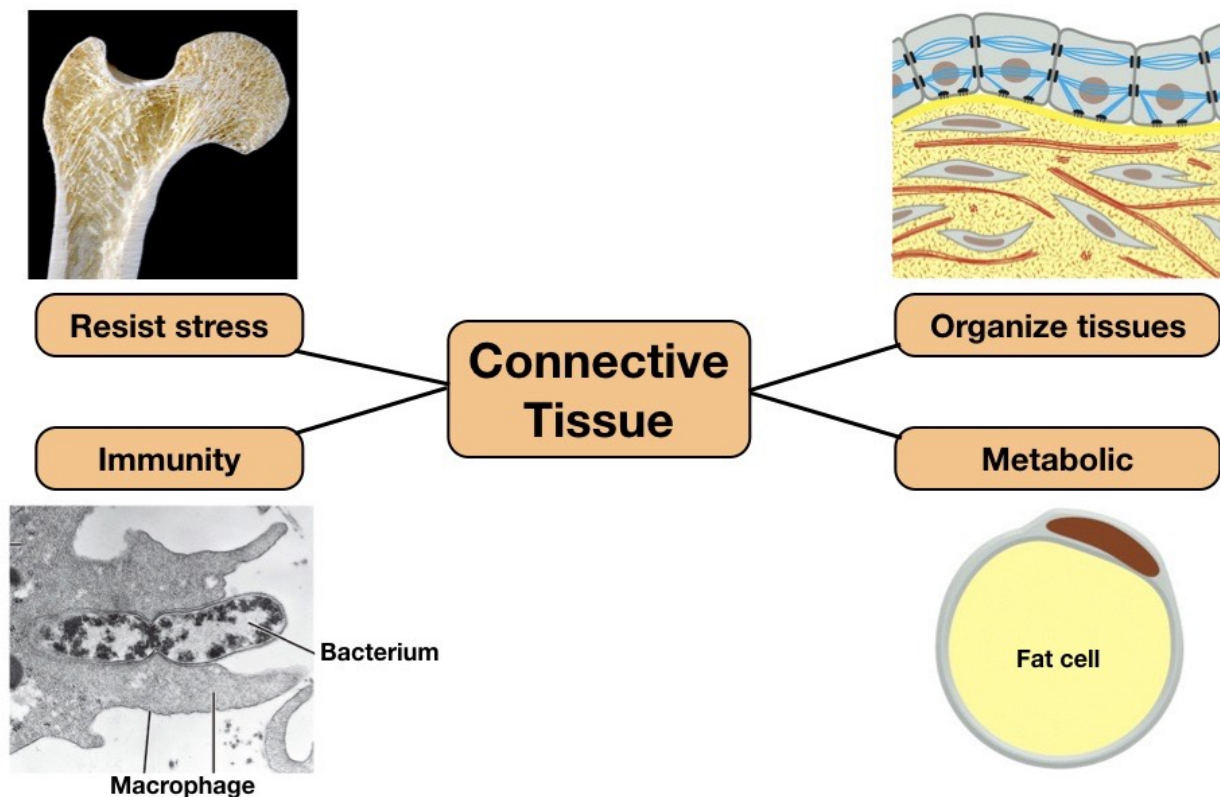 Resist stress
Organize tissues
Connective
Tissue
Immunity
Metabolic
Bacterium
Fat cell
Macrophage